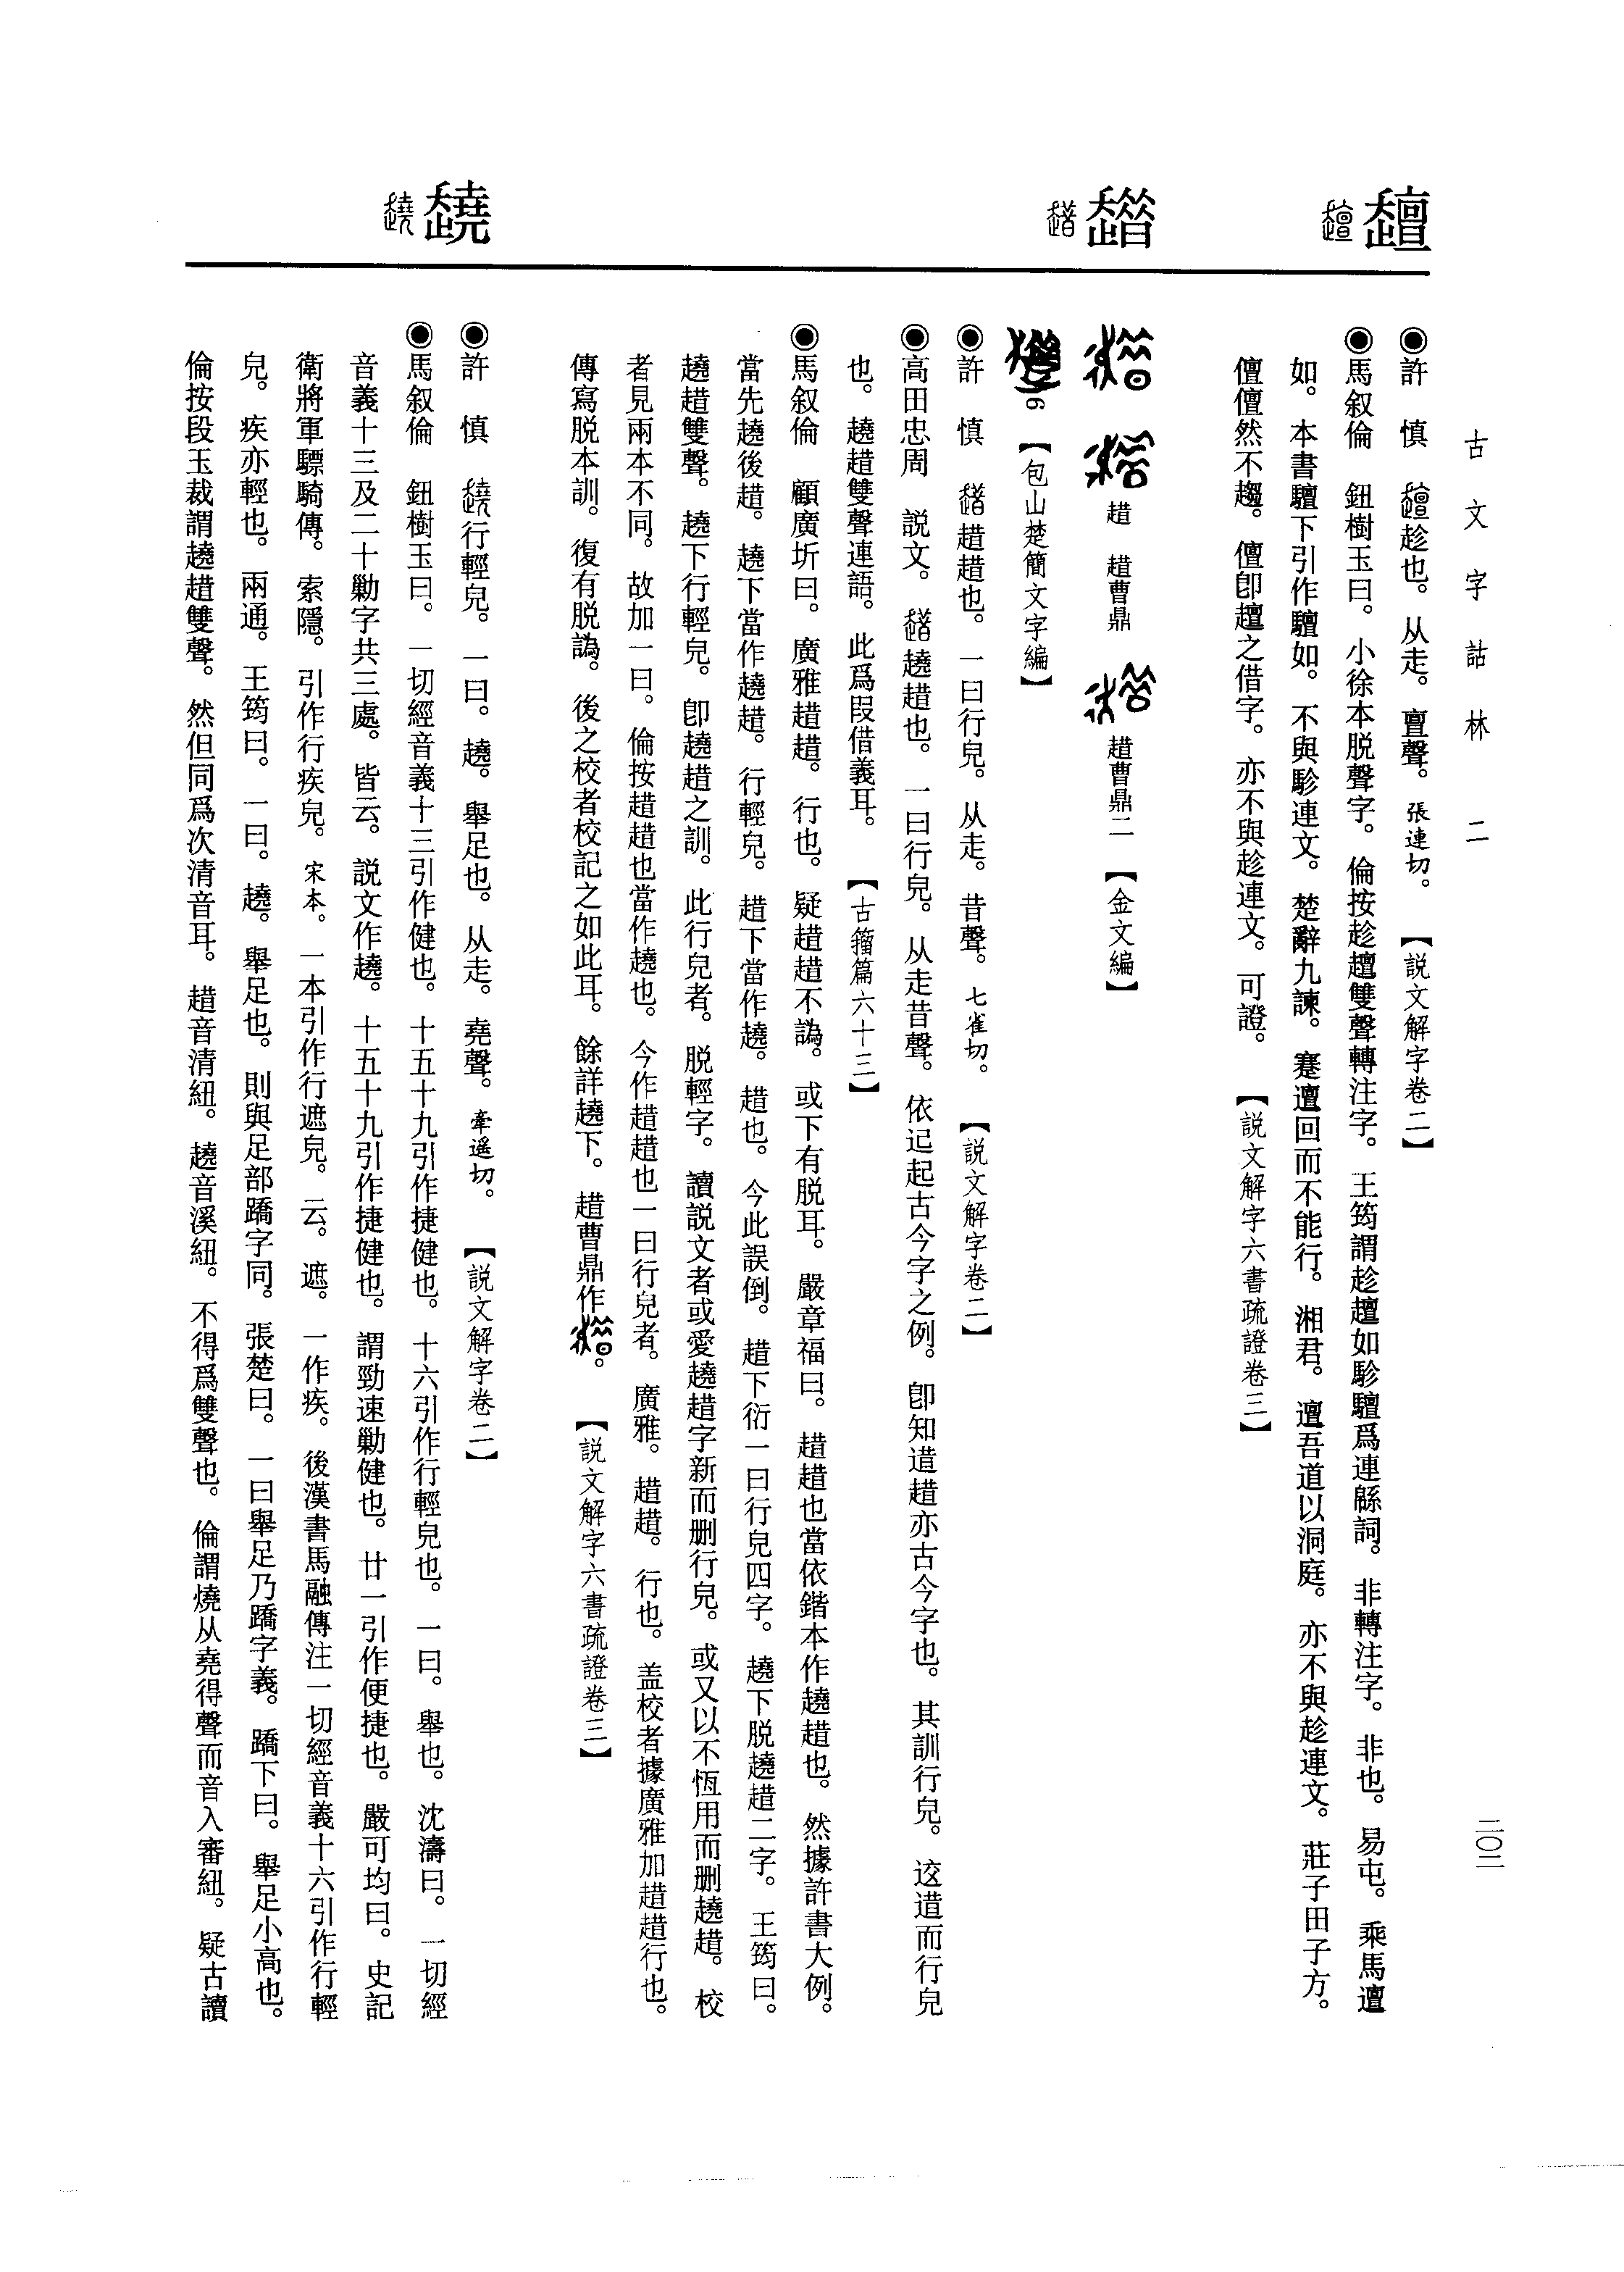 古文字詁林 二
二〇二
趲
◉許 慎 趁也。从走。亶聲。張連切。【説文解字卷二】
◉馬叙倫 鈕樹玉曰。小徐本脱聲字。倫按趁䟢雙聲轉注字。王筠謂趁䟢如駗驙爲連緜詞。非轉注字。非也。易屯。乘馬邅
如。本書驙下引作驙如。不與駗連文。楚辭九諫。蹇邅回而不能行。湘君。邅吾道以洞庭。亦不與趁連文。莊子田子方。
儃儃然不趨。儃卽䟢之借字。亦不與趁連文。可證。【説文解字六書疏證卷三】
趞
趞 趞曹鼎 趞曹鼎二【金文編】
【包山楚簡文字編】
◉許 慎 趞趞也。一曰行皃。从走。昔聲。七雀切。【説文解字卷二】
◉高田忠周 説文。趬趞也。一曰行皃。从走昔聲。依𨑔起古今字之例。卽知逪趞亦古今字也。其訓行皃。这逪而行皃
也。趬趞雙聲連語。此爲叚借義耳。【古籀篇六十三】
◉馬叙倫 顧廣圻曰。廣雅趞趞。行也。疑趞趞不譌。或下有脱耳。嚴章福曰。趞趞也當依鍇本作趬趞也。然據許書大例。
當先趬後趞。趬下當作趬趞。行輕皃。趞下當作趬。趞也。今此誤倒。趞下衍一曰行皃四字。趬下脱趬趞二字。王筠曰。
趬趞雙聲。趬下行輕皃。卽趬趞之訓。此行皃者。脱輕字。讀説文者或愛趬趞字新而删行皃。或又以不恆用而删趬趞。校
者見兩本不同。故加一曰。倫按趞趞也當作趬也。今作趞趞也一曰行皃者。廣雅。趞趞。行也。盖校者據廣雅加趞趞行也。
傳寫脱本訓。復有脱譌。後之校者校記之如此耳。餘詳趬下。趞曹鼎作。【説文解字六書疏證卷三】
趬
◉許 慎 行輕皃。一曰。趬。舉足也。从走。堯聲。牽遥切。【説文解字卷二】
◉馬叙倫 鈕樹玉曰。一切經音義十三引作健也。十五十九引作捷健也。十六引作行輕皃也。一曰。舉也。沈濤曰。一切經
音義十三及二十勦字共三處。皆云。説文作趬。十五十九引作捷健也。謂勁速勦健也。廿一引作便捷也。嚴可均曰。史記
衛將軍驃騎傳。索隱。引作行疾皃。宋本。一本引作行遮皃。云。遮。一作疾。後漢書馬融傳注一切經音義十六引作行輕
皃。疾亦輕也。兩通。王筠曰。一曰。趬。舉足也。則與足部蹻字同。張楚曰。一曰舉足乃蹻字義。蹻下曰。舉足小高也。
倫按段玉裁謂趬趞雙聲。然但同爲次清音耳。趞音清紐。趬音溪紐。不得爲雙聲也。倫謂燒从堯得聲而音入審紐。疑古讀